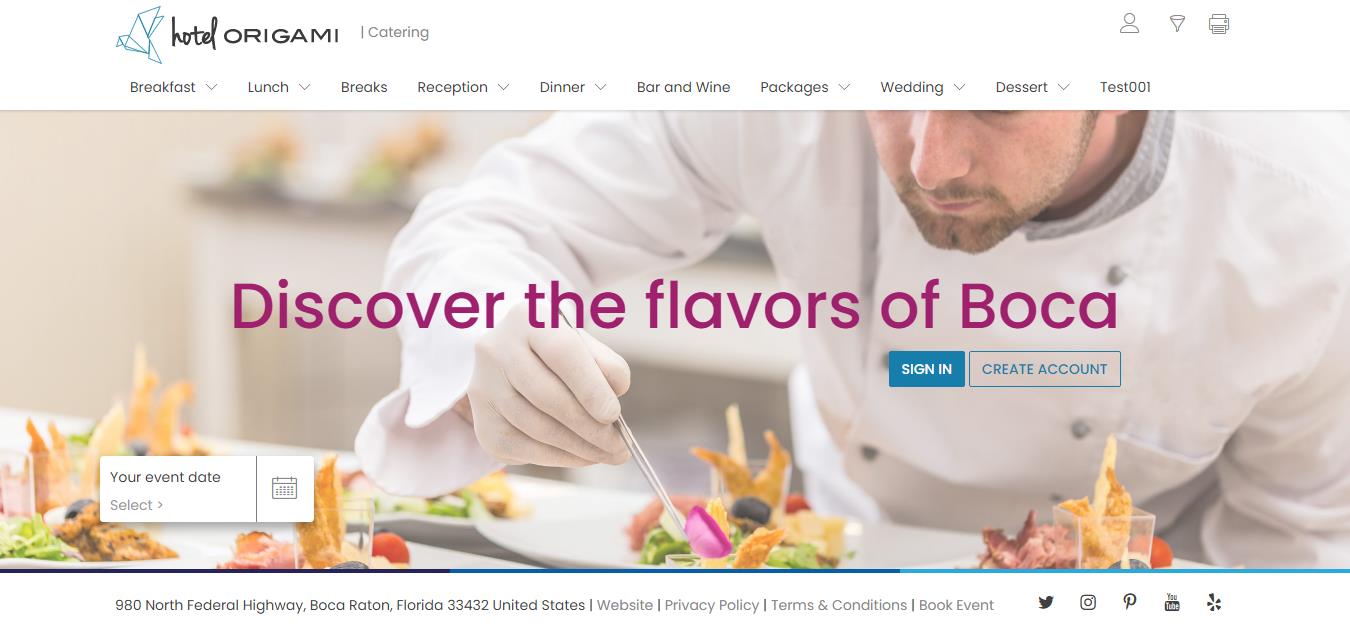 hotel ORIGAMI | Catering
Breakfast Lunch Breaks Reception Dinner Bar and Wine Packages Wedding Dessert Test001
Discover the flavors of Boca
SIGN IN CREATE ACCOUNT
Your event date
Select >
980 North Federal Highway, Boca Raton, Florida 33432 United States | Website | Privacy Policy | Terms & Conditions | Book Event
You Tube